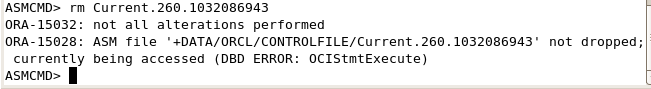 ASMCMD> rm Current.260.1032086943
ORA-15032: not all alterations performed
ORA-15028: ASM file '+DATA/ORCL/CONTROLFILE/Current.260.1032086943' not dropped;
 currently being accessed (DBD ERROR: OCIStmtExecute)
ASMCMD>